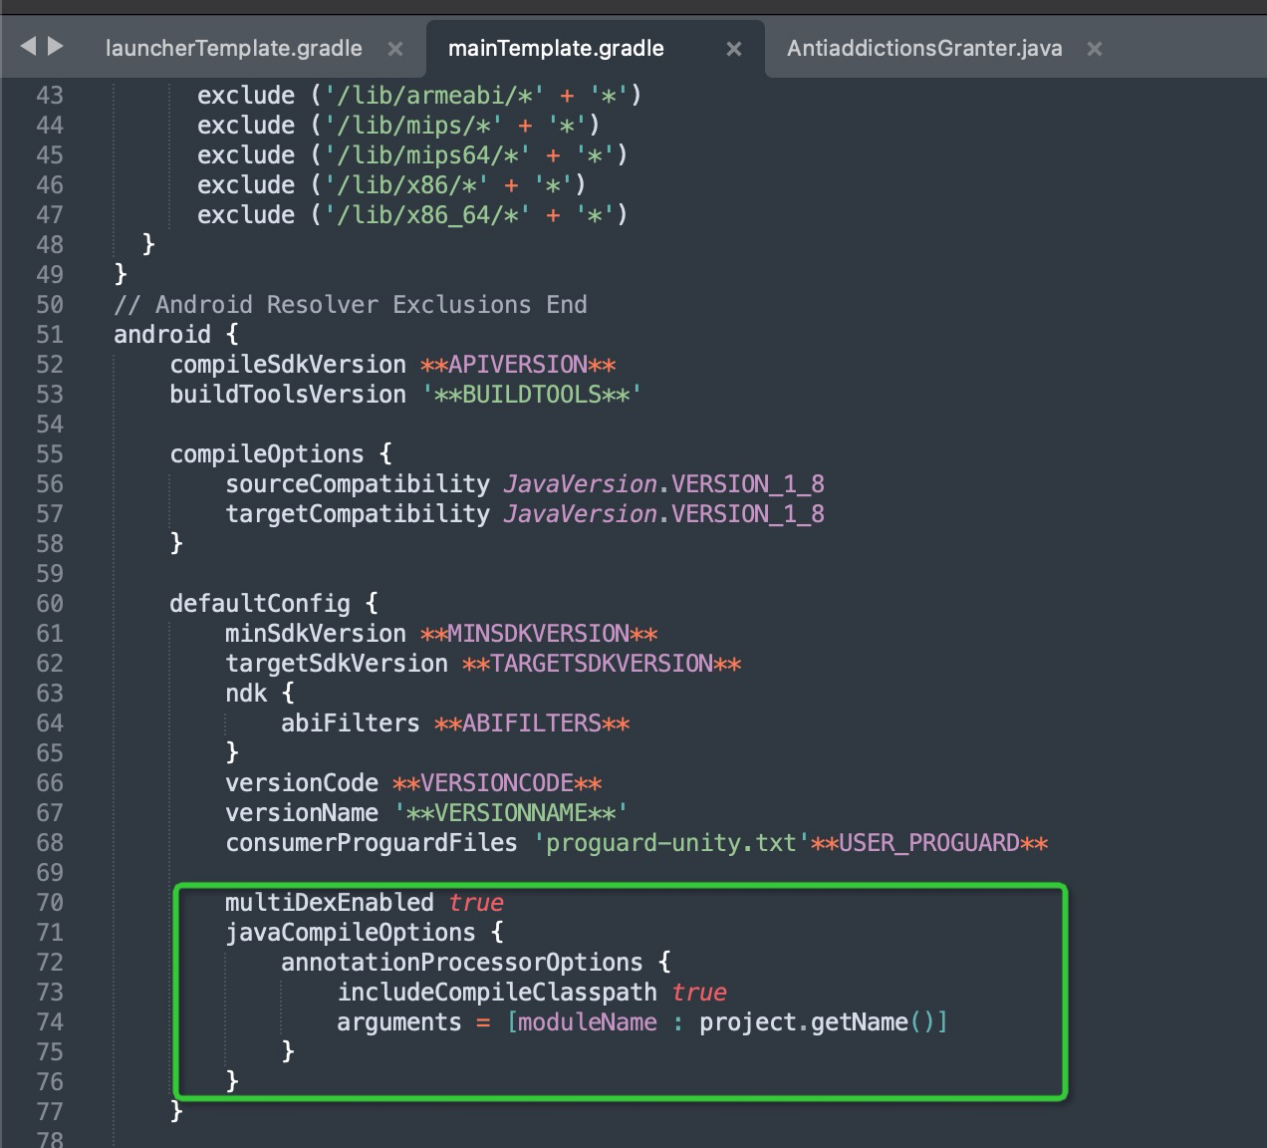 launcherTemplate.gradle × mainTemplate.gradle × AntiaddictionsGranter.java ×
43 exclude ('/lib/armeabi/*' + '*')
44 exclude ('/lib/mips/*' + '*')
45 exclude ('/lib/mips64/*' + '*')
46 exclude ('/lib/x86/*' + '*')
47 exclude ('/lib/x86_64/*' + '*')
48 }
49 }
50 // Android Resolver Exclusions End
51 android {
52 compileSdkVersion **APIVERSION**
53 buildToolsVersion '**BUILDTOOLS**'
54
55 compileOptions {
56 sourceCompatibility JavaVersion.VERSION_1_8
57 targetCompatibility JavaVersion.VERSION_1_8
58 }
59
60 defaultConfig {
61 minSdkVersion **MINSDKVERSION**
62 targetSdkVersion **TARGETSDKVERSION**
63 ndk {
64 abiFilters **ABIFILTERS**
65 }
66 versionCode **VERSIONCODE**
67 versionName '**VERSIONNAME**'
68 consumerProguardFiles 'proguard-unity.txt'**USER_PROGUARD**
69
70 multiDexEnabled true
71 javaCompileOptions {
72 annotationProcessorOptions {
73 includeCompileClasspath true
74 arguments = [moduleName : project.getName()]
75 }
76 }
77 }
78